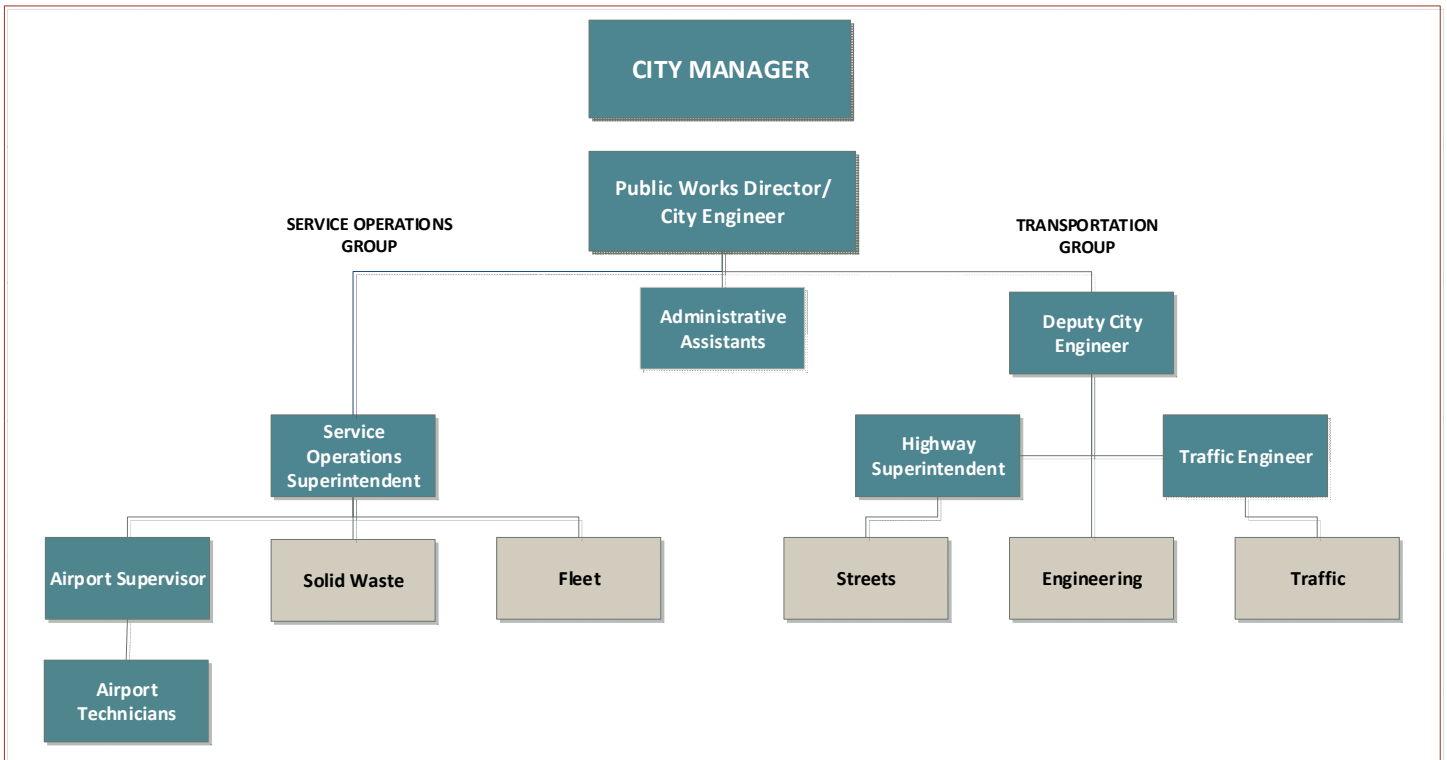 CITY MANAGER
Public Works Director/
City Engineer
SERVICE OPERATIONS
GROUP
TRANSPORTATION
GROUP
Administrative
Assistants
Deputy City
Engineer
Service
Operations
Superintendent
Highway
Superintendent
Traffic Engineer
Airport Supervisor
Solid Waste
Fleet
Streets
Engineering
Traffic
Airport
Technicians